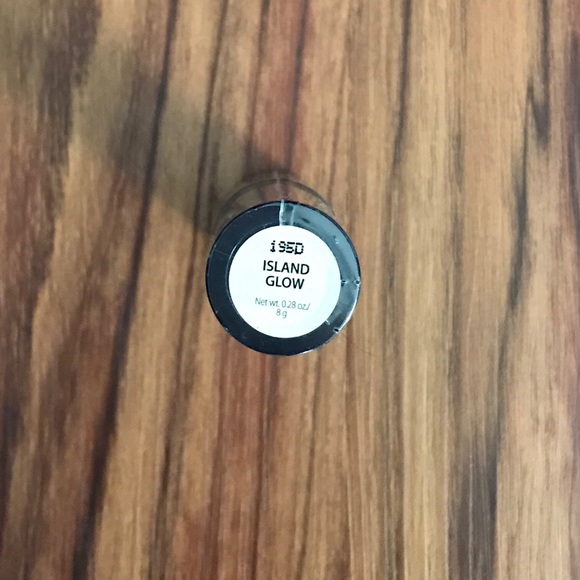 i95D
ISLAND
GLOW
Net wt. 0.28 oz./
8 g